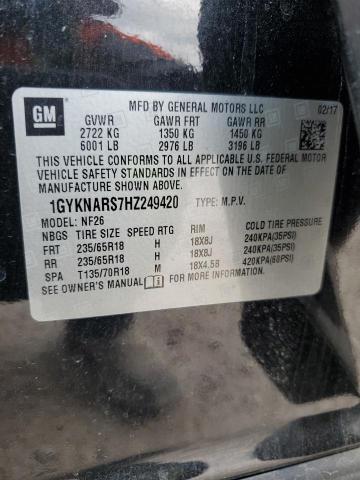 GM
MFD BY GENERAL MOTORS LLC 02/17
GVWR GAWR FRT GAWR RR
2722 KG 1350 KG 1450 KG
6001 LB 2976 LB 3196 LB
THIS VEHICLE CONFORMS TO ALL APPLICABLE U.S. FEDERAL MOTOR
VEHICLE SAFETY STANDARDS IN EFFECT ON THE DATE OF
MANUFACTURE SHOWN ABOVE.
1GYKNARS7HZ249420 TYPE: M.P.V.
MODEL: NF26
NBGS TIRE SIZE SPEED RTG RIM COLD TIRE PRESSURE
FRT 235/65R18 H 18X8J 240KPA(35PSI)
RR 235/65R18 H 18X8J 240KPA(35PSI)
SPA T135/70R18 M 18X4.5B 420KPA(60PSI)
SEE OWNER'S MANUAL FOR MORE INFORMATION.